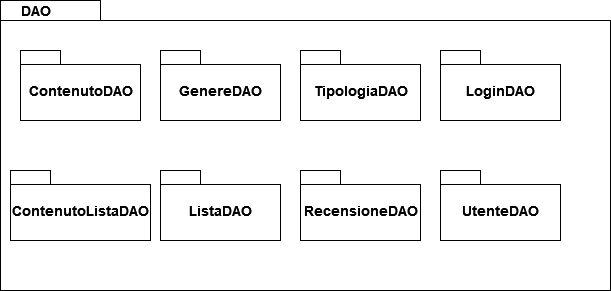 DAO
ContenutoDAO
GenereDAO
TipologiaDAO
LoginDAO
ContenutoListaDAO
ListaDAO
RecensioneDAO
UtenteDAO